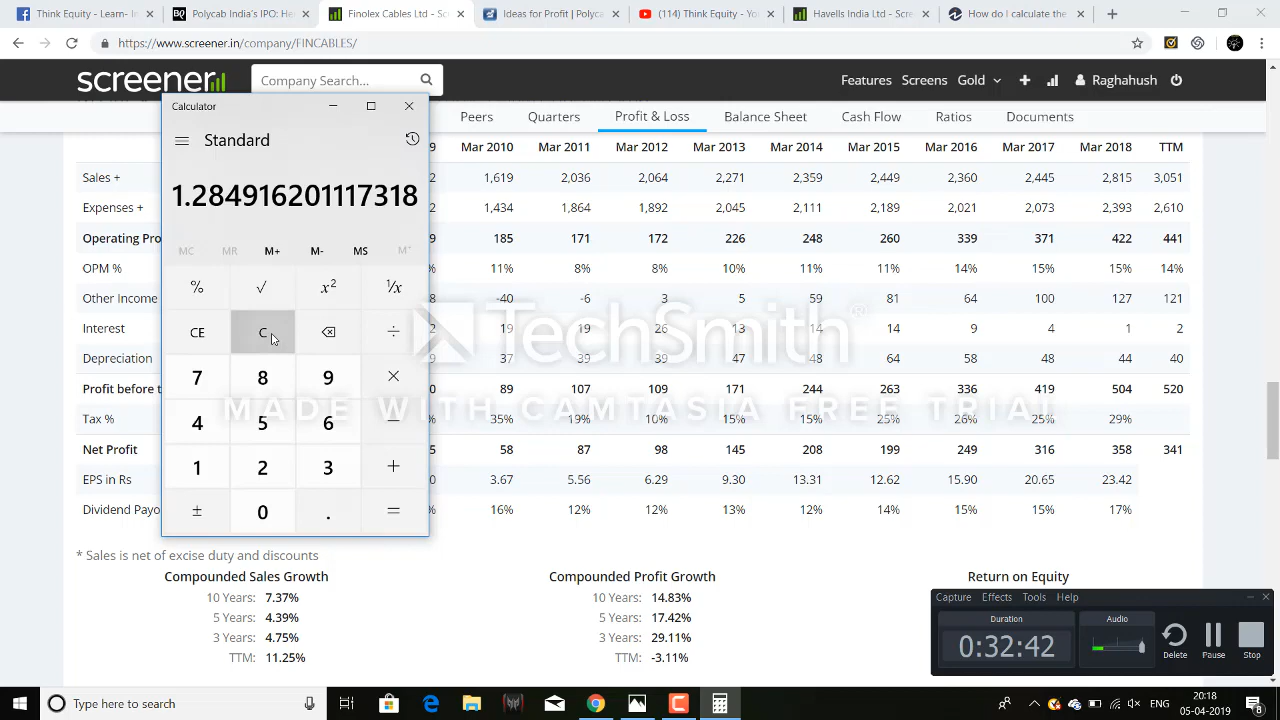 Think Equity – Learn- In
Polycab India's IPO: He
Finolex Cables Ltd - Scre
Ideas for Profit | Polyca
(114) Think Equity - Yo
Havells India Ltd. Scre
How do I calculate the
https://www.screener.in/company/FINCABLES/
screener
Company Search...
Features Screens Gold Raghahush
Peers Quarters Profit & Loss Balance Sheet Cash Flow Ratios Documents
Calculator
Standard
1.284916201117318
MC MR M+ M- MS M
% √ x² ¹/x
CE C ÷
7 8 9 ×
4 5 6 −
1 2 3 +
± 0 . =
9 Mar 2010 Mar 2011 Mar 2012 Mar 2013 Mar 2014 Mar 2015 Mar 2016 Mar 2017 Mar 2018 TTM
Sales + 2 1,619 2,036 2,064 2,271 2,359 2,449 2,360 2,445 2,815 3,051
Expenses + 2 1,434 1,864 1,892 2,045 2,111 2,189 2,021 2,073 2,393 2,610
Operating Pro 9 185 171 172 226 248 260 339 371 422 441
OPM % % 11% 8% 8% 10% 11% 11% 14% 15% 15% 14%
Other Income 8 -40 -6 3 5 59 81 64 100 127 121
Interest 2 19 19 26 13 14 14 9 4 1 2
Depreciation 37 39 39 47 48 64 58 48 44 40
Profit before t 89 107 109 171 244 263 336 419 504 520
Tax % 35% 19% 10% 15% 15% 25% 26% 25% 29%
Net Profit 5 58 87 98 145 208 199 249 316 358 341
EPS in Rs 3.67 5.56 6.29 9.30 13.31 12.62 15.90 20.65 23.42
Dividend Payo % 16% 12% 12% 13% 12% 14% 15% 15% 17%
* Sales is net of excise duty and discounts
Compounded Sales Growth
10 Years: 7.37%
5 Years: 4.39%
3 Years: 4.75%
TTM: 11.25%
Compounded Profit Growth
10 Years: 14.83%
5 Years: 17.42%
3 Years: 29.11%
TTM: -3.11%
Return on Equity
TechSmith®
MADE WITH CAMTASIA FREE TRIAL
Capture Effects Tools Help
Duration
0:32:42
Audio
Delete Pause Stop
Type here to search
ENG
20:18
05-04-2019
8